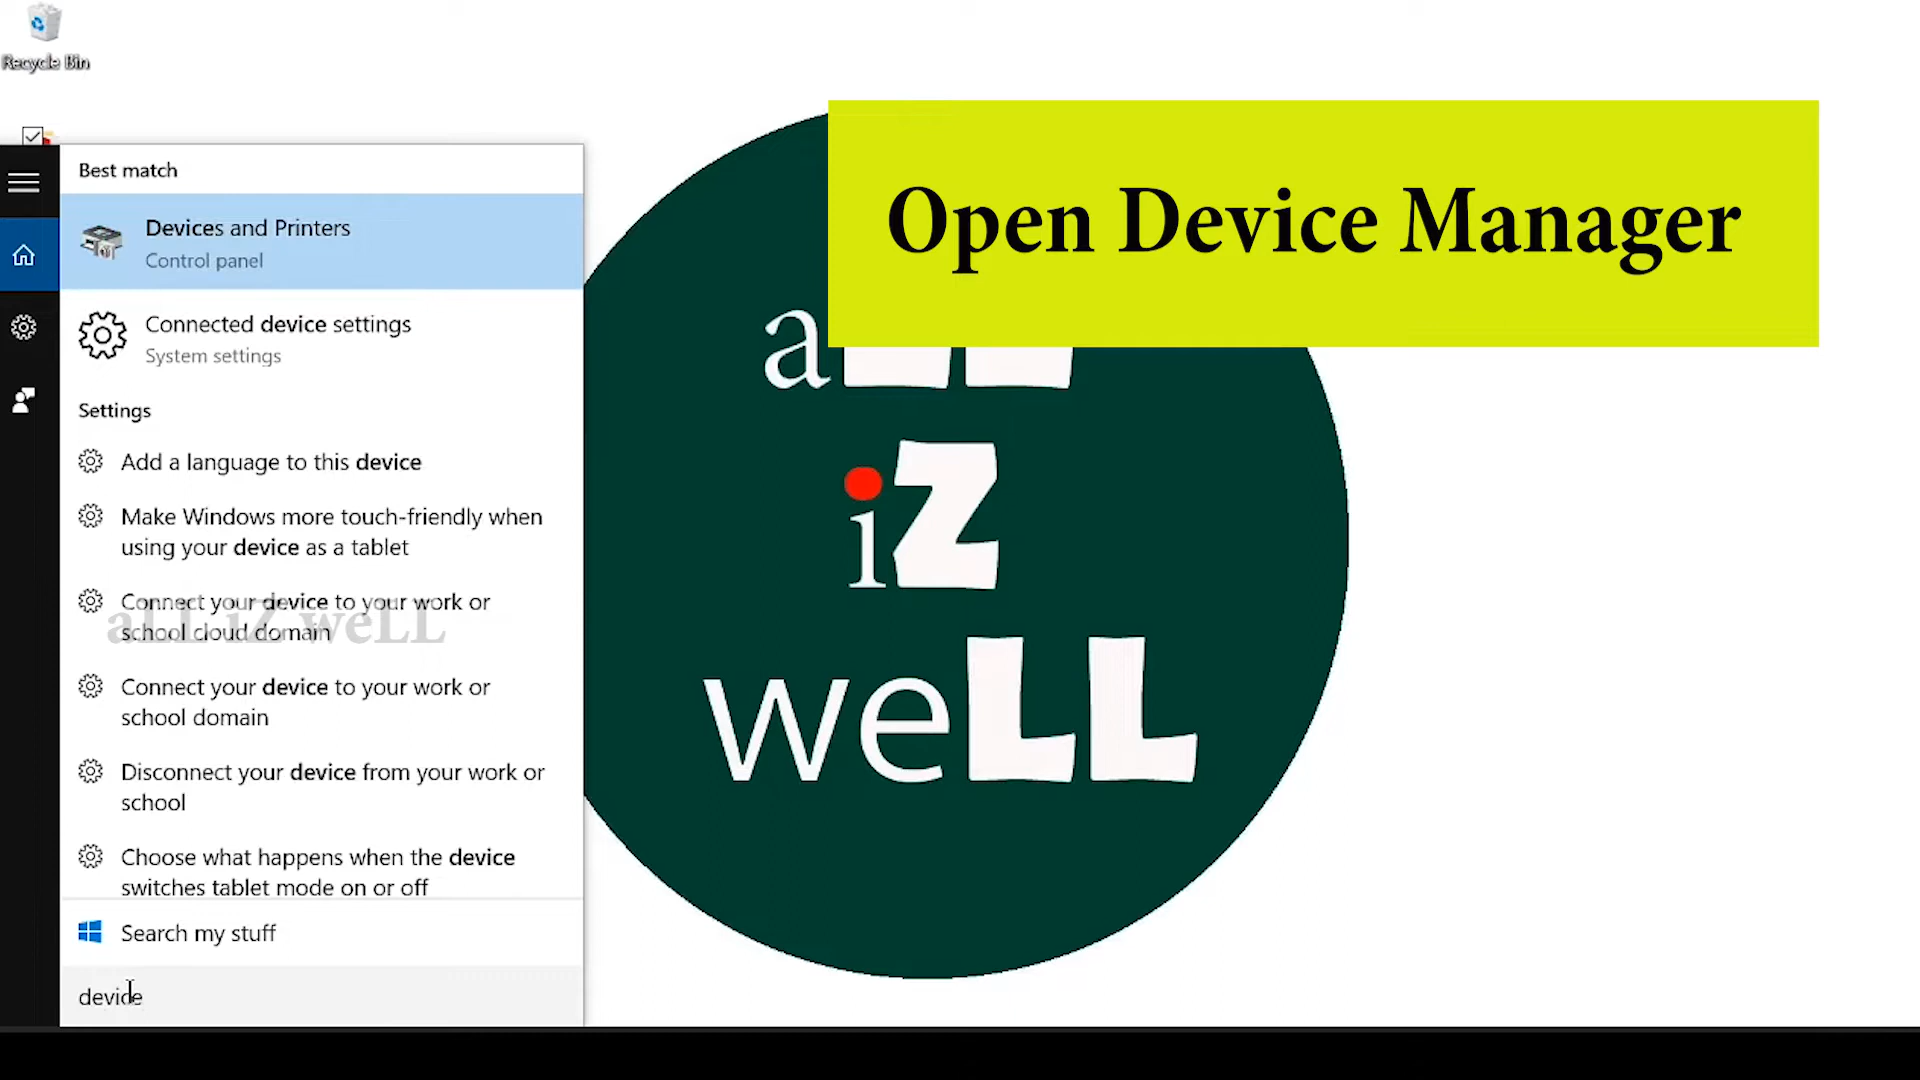 Recycle Bin
Best match
Devices and Printers
Control panel
Connected device settings
System settings
Settings
Add a language to this device
Make Windows more touch-friendly when
using your device as a tablet
Connect your device to your work or
school cloud domain
aLL iZ weLL
Connect your device to your work or
school domain
Disconnect your device from your work or
school
Choose what happens when the device
switches tablet mode on or off
Search my stuff
device
Open Device Manager
aLL
iZ
weLL